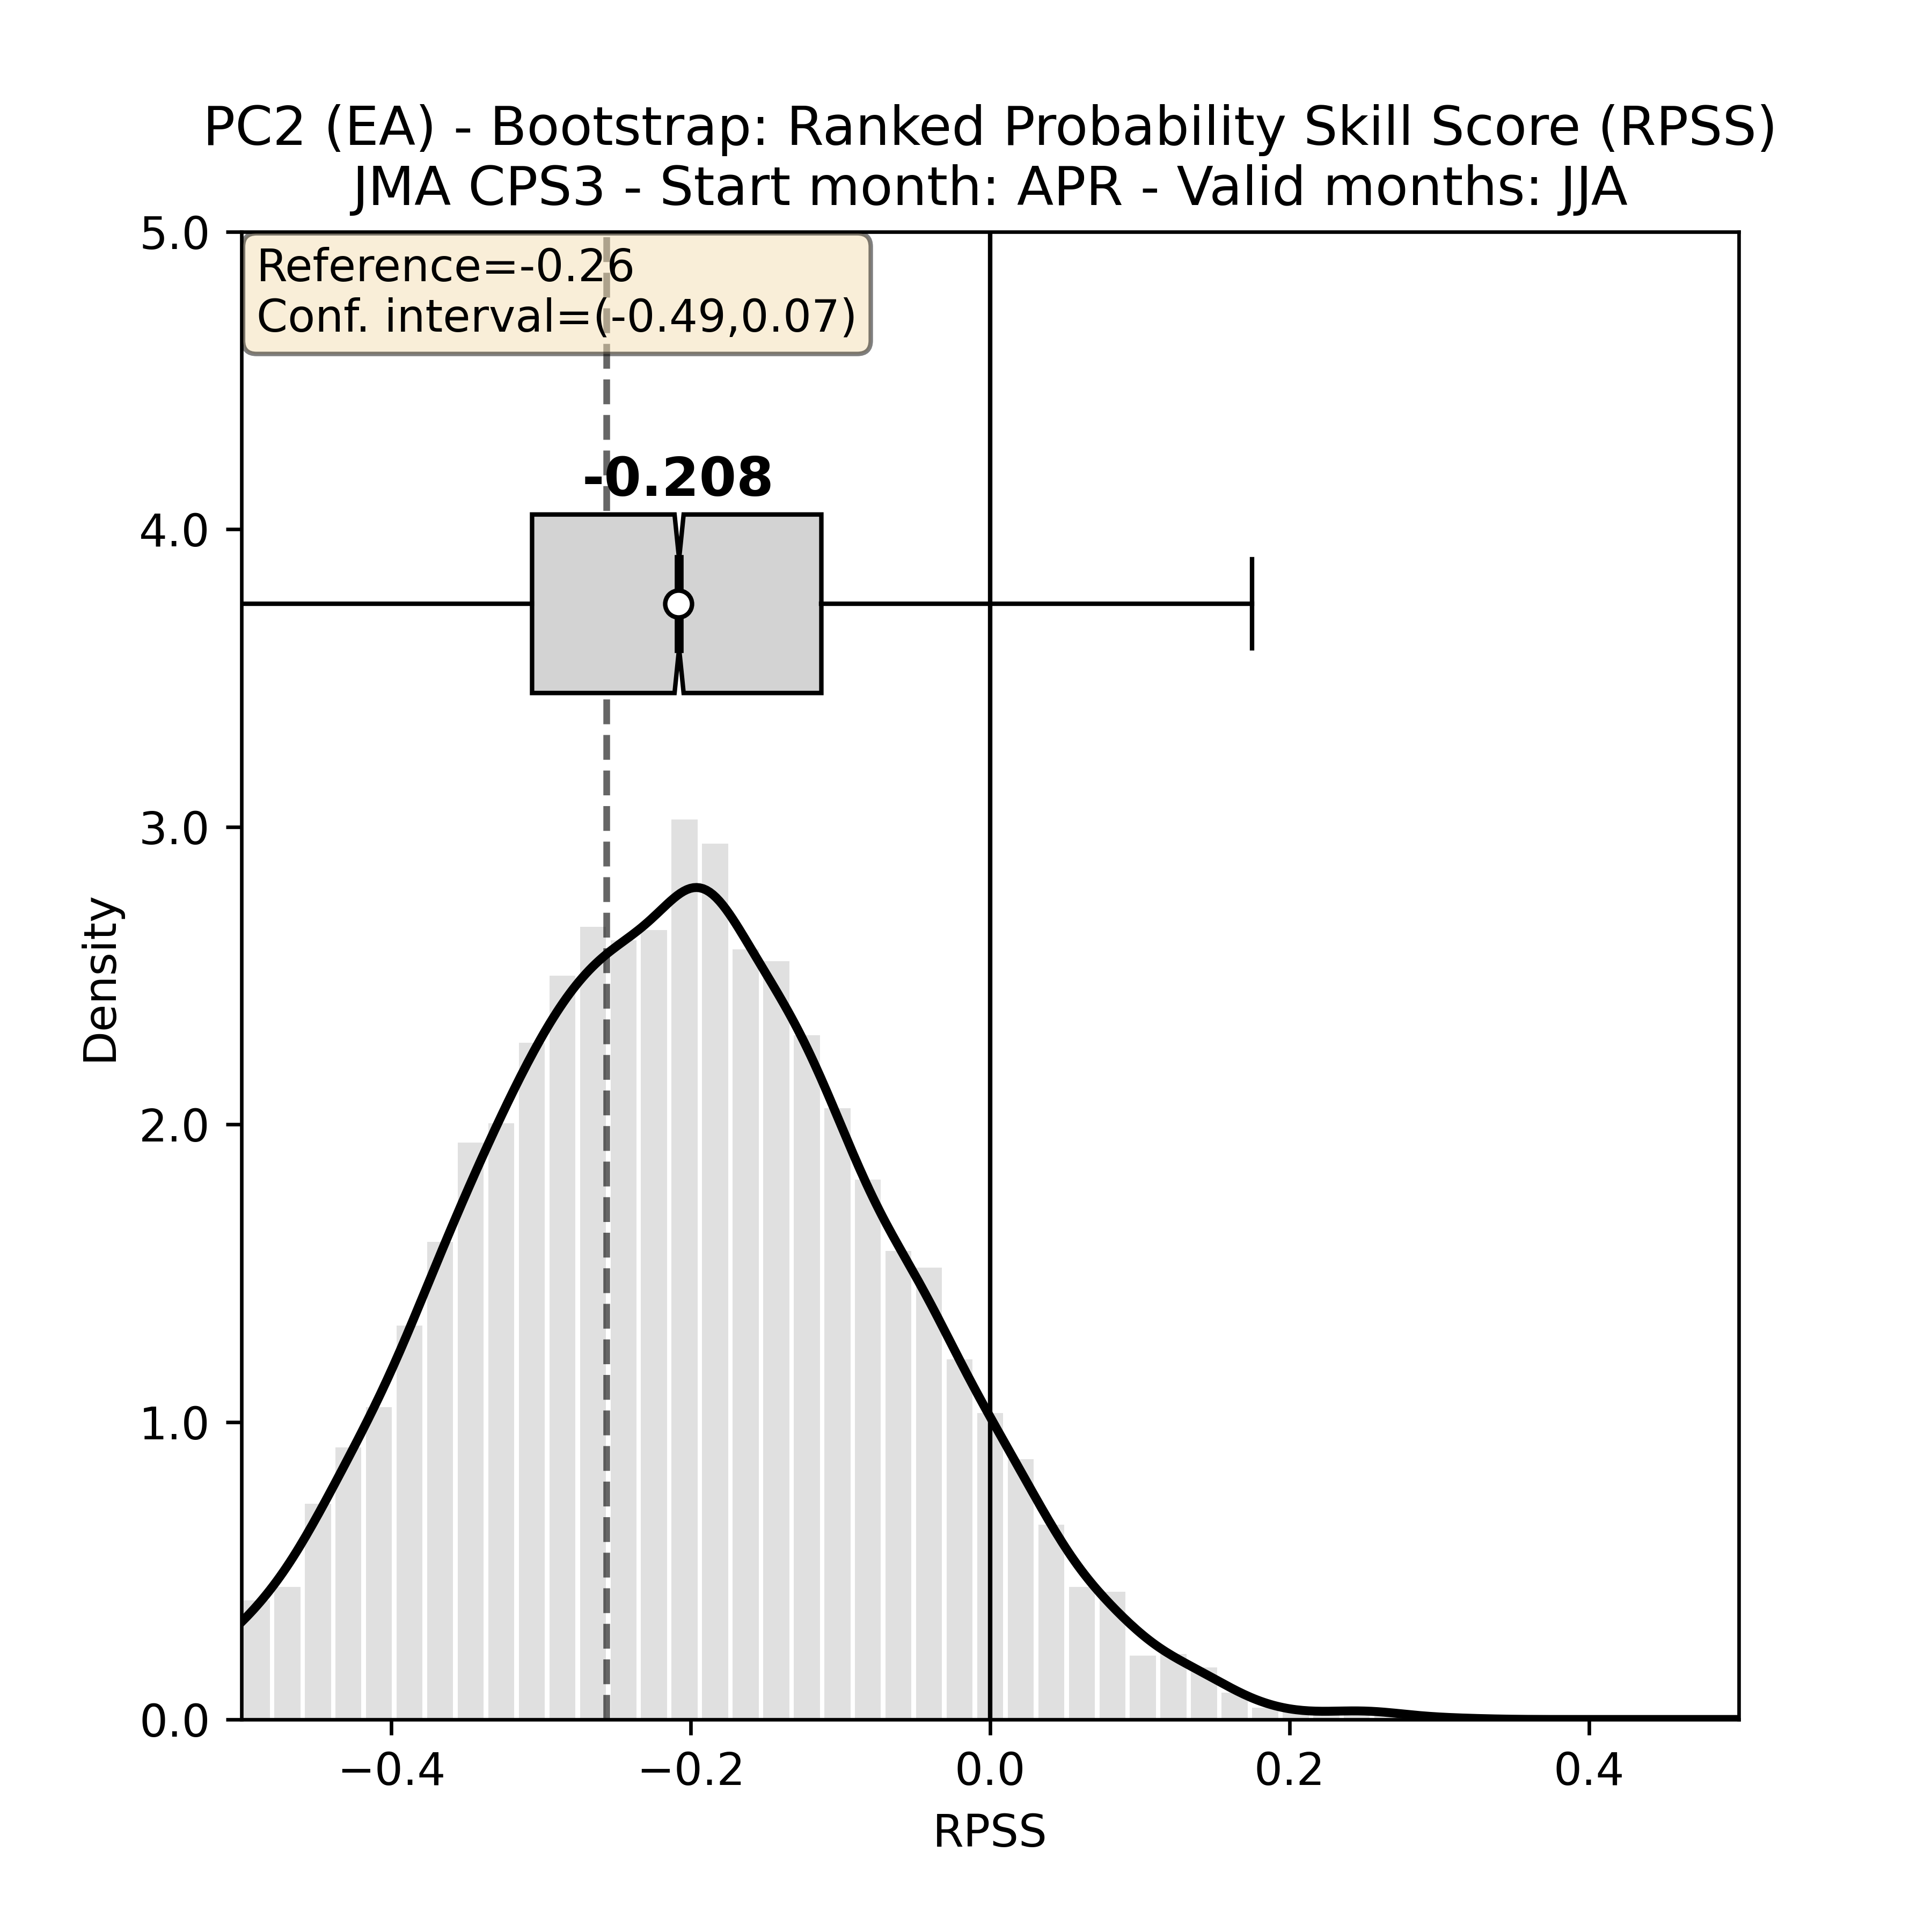 PC2 (EA) - Bootstrap: Ranked Probability Skill Score (RPSS)
JMA CPS3 - Start month: APR - Valid months: JJA
Reference=-0.26
Conf. interval=(-0.49,0.07)
-0.208
5.0
4.0
3.0
2.0
1.0
0.0
Density
−0.4
−0.2
0.0
0.2
0.4
RPSS